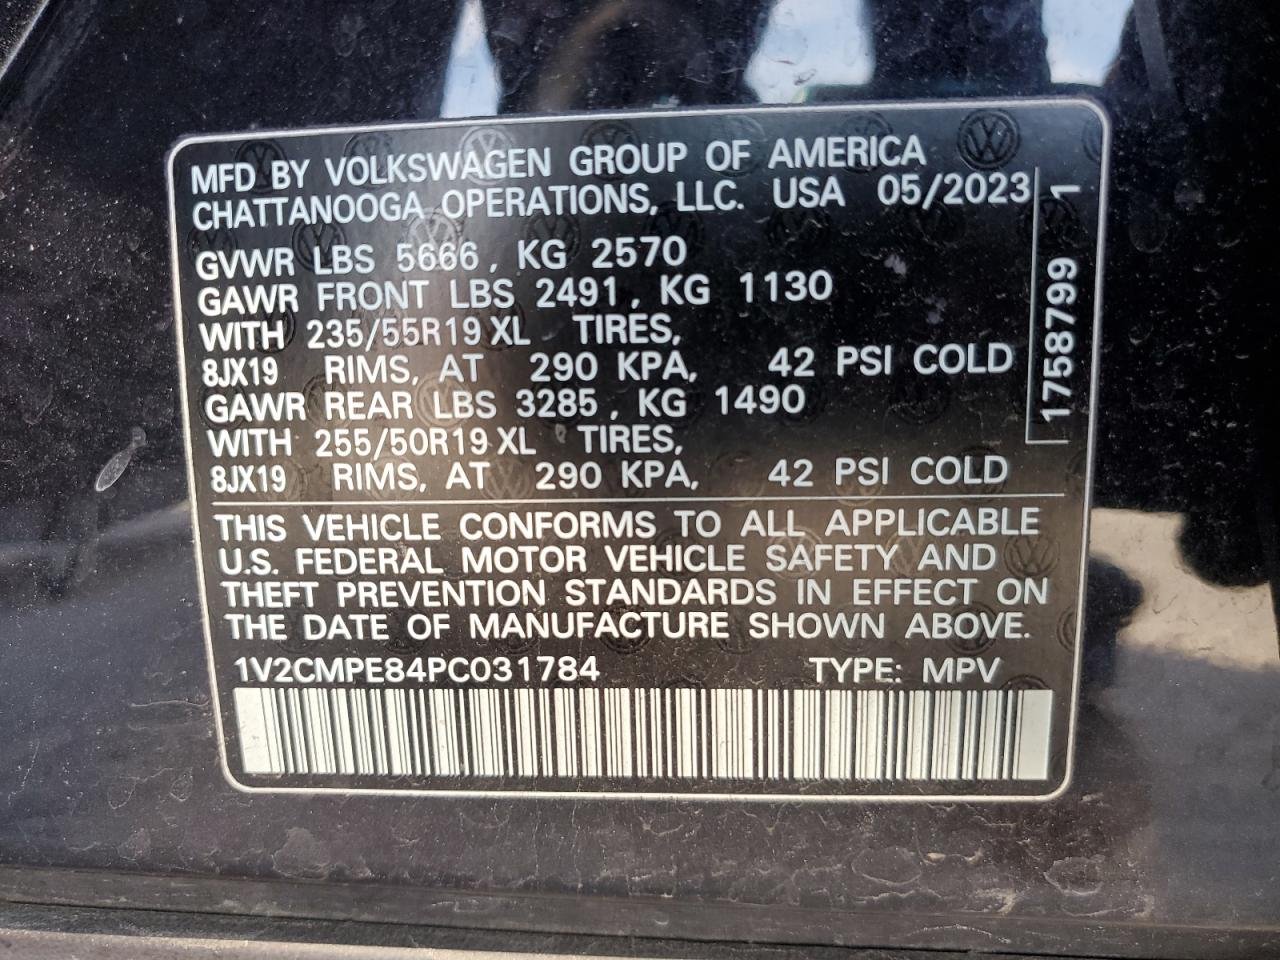 MFD BY VOLKSWAGEN GROUP OF AMERICA
CHATTANOOGA OPERATIONS, LLC. USA 05/2023
GVWR LBS 5666, KG 2570
GAWR FRONT LBS 2491, KG 1130
WITH 235/55R19 XL TIRES,
8JX19 RIMS, AT 290 KPA, 42 PSI COLD
GAWR REAR LBS 3285, KG 1490
WITH 255/50R19 XL TIRES,
8JX19 RIMS, AT 290 KPA, 42 PSI COLD
1758799 1
THIS VEHICLE CONFORMS TO ALL APPLICABLE
U.S. FEDERAL MOTOR VEHICLE SAFETY AND
THEFT PREVENTION STANDARDS IN EFFECT ON
THE DATE OF MANUFACTURE SHOWN ABOVE.
1V2CMPE84PC031784 TYPE: MPV